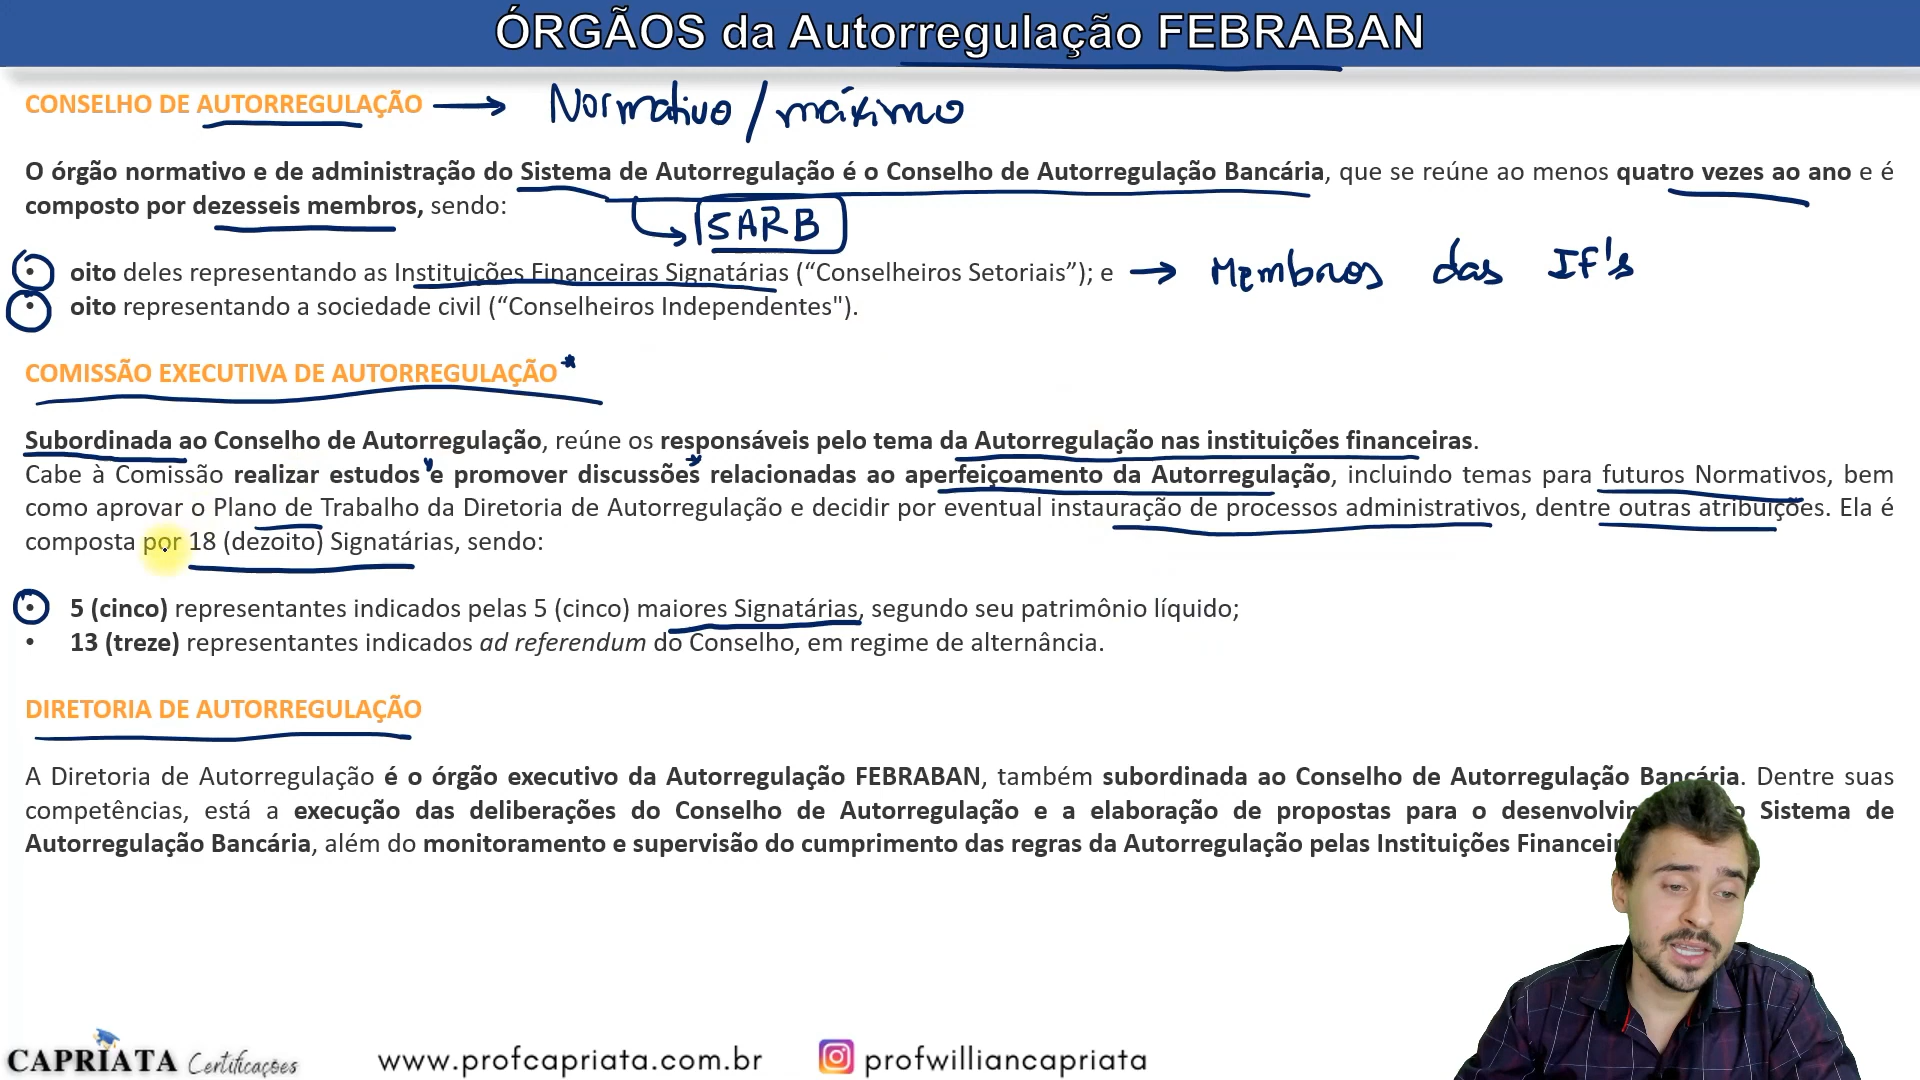 ÓRGÃOS da Autorregulação FEBRABAN
CONSELHO DE AUTORREGULAÇÃO → Normativo / máximo
O órgão normativo e de administração do Sistema de Autorregulação é o Conselho de Autorregulação Bancária, que se reúne ao menos quatro vezes ao ano e é
composto por dezesseis membros, sendo:
SARB
• oito deles representando as Instituições Financeiras Signatárias (“Conselheiros Setoriais”); e → Membros das IF's
• oito representando a sociedade civil (“Conselheiros Independentes").
COMISSÃO EXECUTIVA DE AUTORREGULAÇÃO*
Subordinada ao Conselho de Autorregulação, reúne os responsáveis pelo tema da Autorregulação nas instituições financeiras.
Cabe à Comissão realizar estudos e promover discussões relacionadas ao aperfeiçoamento da Autorregulação, incluindo temas para futuros Normativos, bem
como aprovar o Plano de Trabalho da Diretoria de Autorregulação e decidir por eventual instauração de processos administrativos, dentre outras atribuições. Ela é
composta por 18 (dezoito) Signatárias, sendo:
• 5 (cinco) representantes indicados pelas 5 (cinco) maiores Signatárias, segundo seu patrimônio líquido;
• 13 (treze) representantes indicados ad referendum do Conselho, em regime de alternância.
DIRETORIA DE AUTORREGULAÇÃO
A Diretoria de Autorregulação é o órgão executivo da Autorregulação FEBRABAN, também subordinada ao Conselho de Autorregulação Bancária. Dentre suas
competências, está a execução das deliberações do Conselho de Autorregulação e a elaboração de propostas para o Sistema de
Autorregulação Bancária, além do monitoramento e supervisão do cumprimento das regras da Autorregulação pelas Instituições
CAPRIATA Certificações
www.profcapriata.com.br
profwilliancapriata